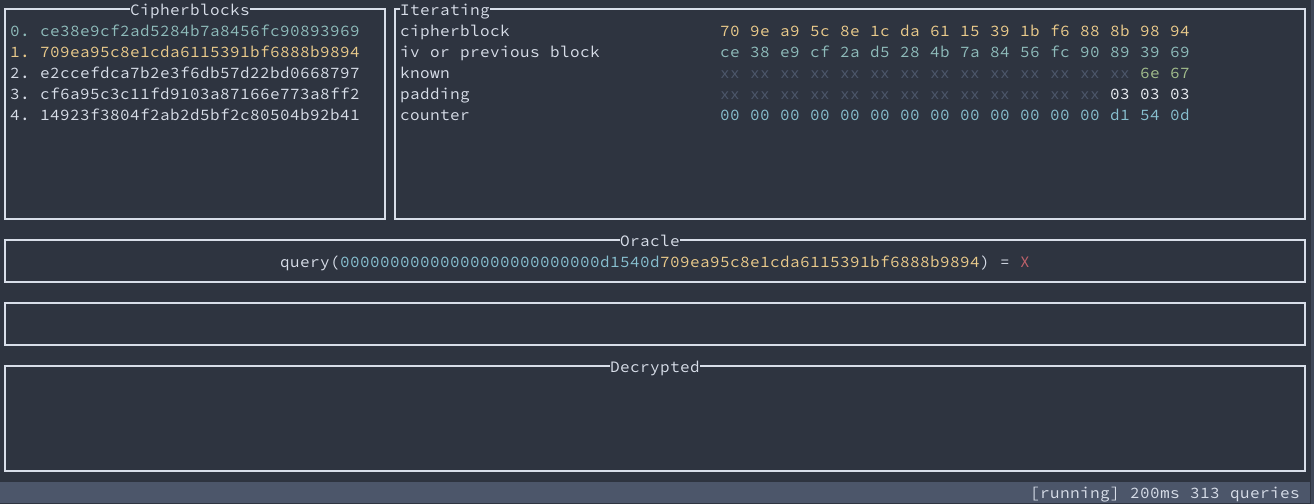 Cipherblocks
0. ce38e9cf2ad5284b7a8456fc90893969
1. 709ea95c8e1cda6115391bf6888b9894
2. e2ccefdca7b2e3f6db57d22bd0668797
3. cf6a95c3c11fd9103a87166e773a8ff2
4. 14923f3804f2ab2d5bf2c80504b92b41
Iterating
cipherblock 70 9e a9 5c 8e 1c da 61 15 39 1b f6 88 8b 98 94
iv or previous block ce 38 e9 cf 2a d5 28 4b 7a 84 56 fc 90 89 39 69
known xx xx xx xx xx xx xx xx xx xx xx xx xx xx 6e 67
padding xx xx xx xx xx xx xx xx xx xx xx xx xx 03 03 03
counter 00 00 00 00 00 00 00 00 00 00 00 00 00 d1 54 0d
Oracle
query(00000000000000000000000000d1540d709ea95c8e1cda6115391bf6888b9894) = X
Decrypted
[running] 200ms 313 queries